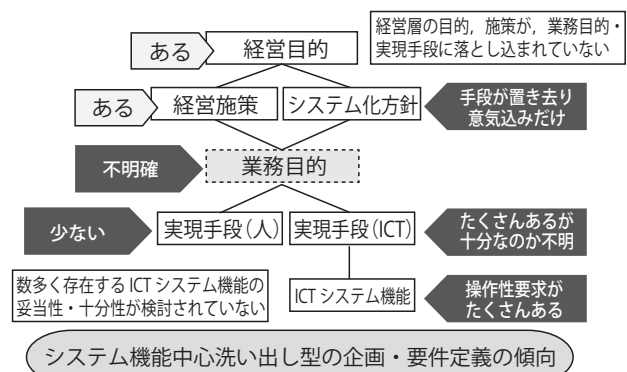 経営層の目的，施策が，業務目的・
実現手段に落とし込まれていない
ある
経営目的
ある
経営施策
システム化方針
手段が置き去り
意気込みだけ
不明確
業務目的
少ない
実現手段(人)
実現手段(ICT)
たくさんあるが
十分なのか不明
数多く存在する ICT システム機能の
妥当性・十分性が検討されていない
ICT システム機能
操作性要求が
たくさんある
システム機能中心洗い出し型の企画・要件定義の傾向